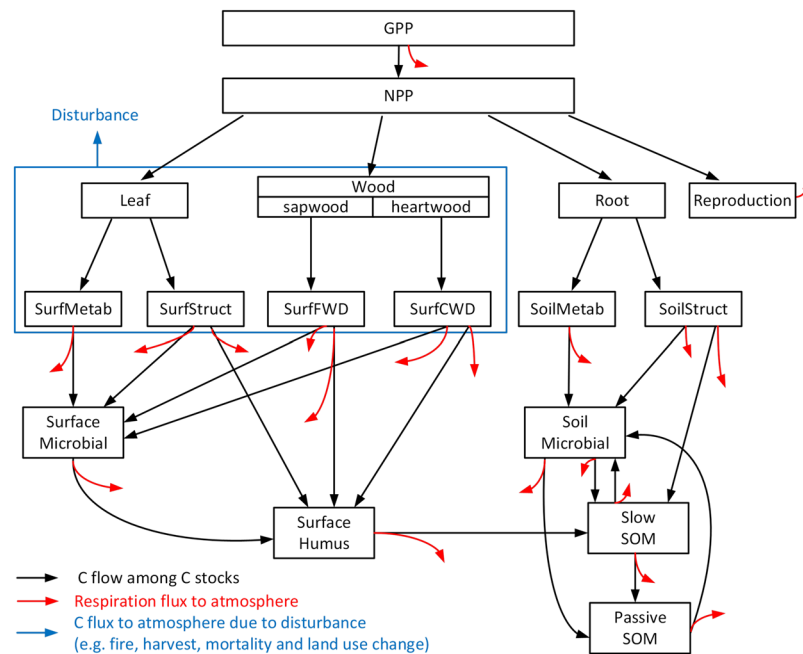 GPP
NPP
Disturbance
Leaf
Wood
sapwood
heartwood
Root
Reproduction
SurfMetab
SurfStruct
SurfFWD
SurfCWD
SoilMetab
SoilStruct
Surface
Microbial
Soil
Microbial
Surface
Humus
Slow
SOM
Passive
SOM
C flow among C stocks
Respiration flux to atmosphere
C flux to atmosphere due to disturbance
(e.g. fire, harvest, mortality and land use change)